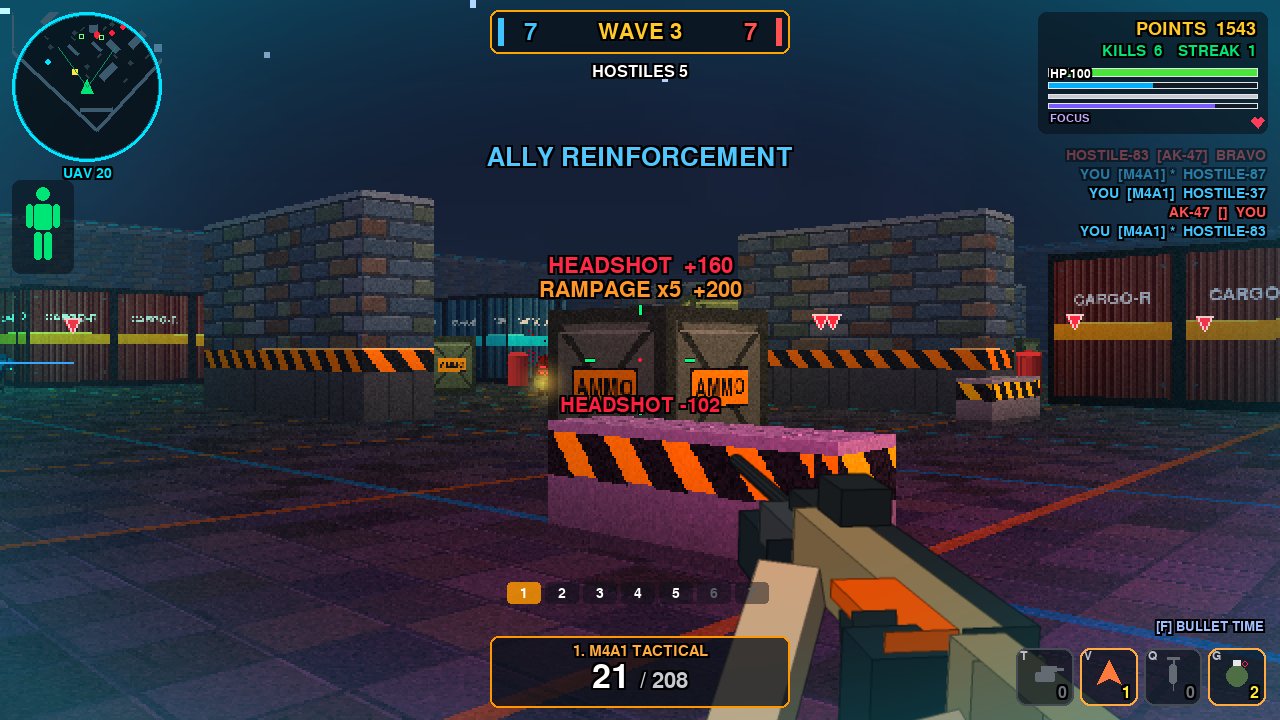 7 WAVE 3 7
HOSTILES 5
POINTS 1543
KILLS 6 STREAK 1
HP 100
FOCUS
UAV 20
ALLY REINFORCEMENT
HOSTILE-83 [AK-47] BRAVO
YOU [M4A1] * HOSTILE-87
YOU [M4A1] HOSTILE-37
AK-47 [] YOU
YOU [M4A1] * HOSTILE-83
HEADSHOT +160
RAMPAGE x5 +200
CARGO-R
CARGO
AMMO
AMMO
HEADSHOT -102
1 2 3 4 5 6
1. M4A1 TACTICAL
21 / 208
[F] BULLET TIME
T 0
V 1
Q 0
G 2